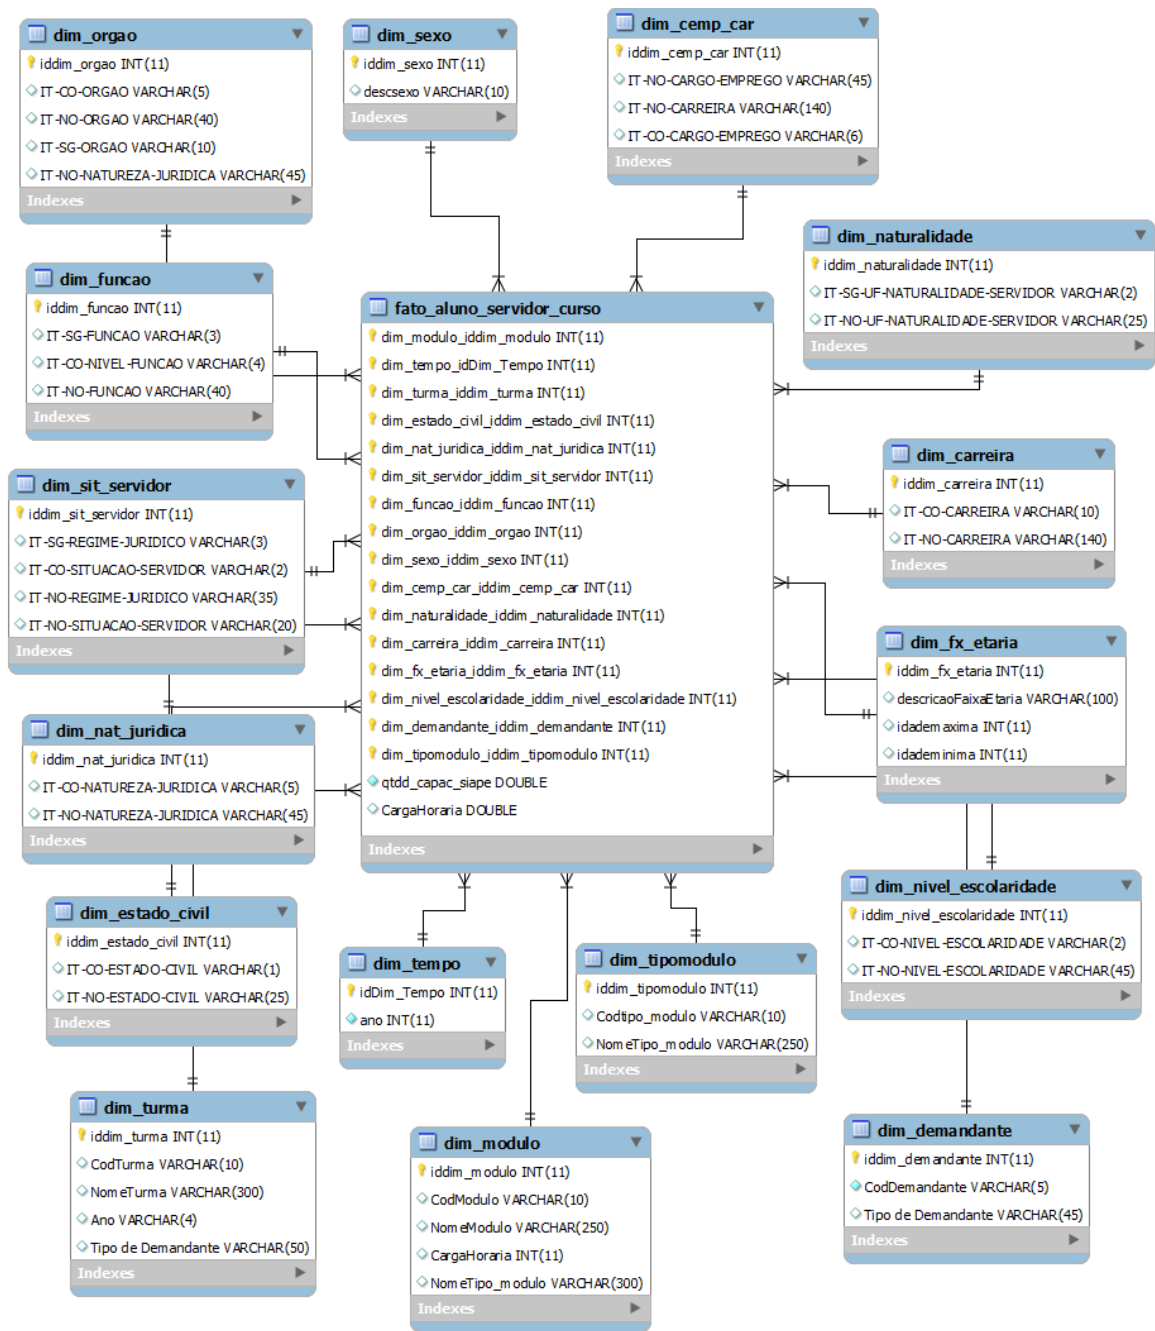 dim_orgao
iddim_orgao INT(11)
IT-CO-ORGAO VARCHAR(5)
IT-NO-ORGAO VARCHAR(40)
IT-SG-ORGAO VARCHAR(10)
IT-NO-NATUREZA-JURIDICA VARCHAR(45)
Indexes
dim_sexo
iddim_sexo INT(11)
descsexo VARCHAR(10)
Indexes
dim_cemp_car
iddim_cemp_car INT(11)
IT-NO-CARGO-EMPREGO VARCHAR(45)
IT-NO-CARREIRA VARCHAR(140)
IT-CO-CARGO-EMPREGO VARCHAR(6)
Indexes
dim_naturalidade
iddim_naturalidade INT(11)
IT-SG-UF-NATURALIDADE-SERVIDOR VARCHAR(2)
IT-NO-UF-NATURALIDADE-SERVIDOR VARCHAR(25)
Indexes
dim_funcao
iddim_funcao INT(11)
IT-SG-FUNCAO VARCHAR(3)
IT-CO-NIVEL-FUNCAO VARCHAR(4)
IT-NO-FUNCAO VARCHAR(40)
Indexes
fato_aluno_servidor_curso
dim_modulo_iddim_modulo INT(11)
dim_tempo_idDim_Tempo INT(11)
dim_turma_iddim_turma INT(11)
dim_estado_civil_iddim_estado_civil INT(11)
dim_nat_juridica_iddim_nat_juridica INT(11)
dim_sit_servidor_iddim_sit_servidor INT(11)
dim_funcao_iddim_funcao INT(11)
dim_orgao_iddim_orgao INT(11)
dim_sexo_iddim_sexo INT(11)
dim_cemp_car_iddim_cemp_car INT(11)
dim_naturalidade_iddim_naturalidade INT(11)
dim_carreira_iddim_carreira INT(11)
dim_fx_etaria_iddim_fx_etaria INT(11)
dim_nivel_escolaridade_iddim_nivel_escolaridade INT(11)
dim_demandante_iddim_demandante INT(11)
dim_tipomodulo_iddim_tipomodulo INT(11)
qtdd_capac_siape DOUBLE
CargaHoraria DOUBLE
Indexes
dim_carreira
iddim_carreira INT(11)
IT-CO-CARREIRA VARCHAR(10)
IT-NO-CARREIRA VARCHAR(140)
Indexes
dim_sit_servidor
iddim_sit_servidor INT(11)
IT-SG-REGIME-JURIDICO VARCHAR(3)
IT-CO-SITUACAO-SERVIDOR VARCHAR(2)
IT-NO-REGIME-JURIDICO VARCHAR(35)
IT-NO-SITUACAO-SERVIDOR VARCHAR(20)
Indexes
dim_fx_etaria
iddim_fx_etaria INT(11)
descricaoFaixaEtaria VARCHAR(100)
idademaxima INT(11)
idademinima INT(11)
Indexes
dim_nat_juridica
iddim_nat_juridica INT(11)
IT-CO-NATUREZA-JURIDICA VARCHAR(5)
IT-NO-NATUREZA-JURIDICA VARCHAR(45)
Indexes
dim_nivel_escolaridade
iddim_nivel_escolaridade INT(11)
IT-CO-NIVEL-ESCOLARIDADE VARCHAR(2)
IT-NO-NIVEL-ESCOLARIDADE VARCHAR(45)
Indexes
dim_estado_civil
iddim_estado_civil INT(11)
IT-CO-ESTADO-CIVIL VARCHAR(1)
IT-NO-ESTADO-CIVIL VARCHAR(25)
Indexes
dim_tempo
idDim_Tempo INT(11)
ano INT(11)
Indexes
dim_tipomodulo
iddim_tipomodulo INT(11)
Codtipo_modulo VARCHAR(10)
NomeTipo_modulo VARCHAR(250)
Indexes
dim_turma
iddim_turma INT(11)
CodTurma VARCHAR(10)
NomeTurma VARCHAR(300)
Ano VARCHAR(4)
Tipo de Demandante VARCHAR(50)
Indexes
dim_modulo
iddim_modulo INT(11)
CodModulo VARCHAR(10)
NomeModulo VARCHAR(250)
CargaHoraria INT(11)
NomeTipo_modulo VARCHAR(300)
Indexes
dim_demandante
iddim_demandante INT(11)
CodDemandante VARCHAR(5)
Tipo de Demandante VARCHAR(45)
Indexes